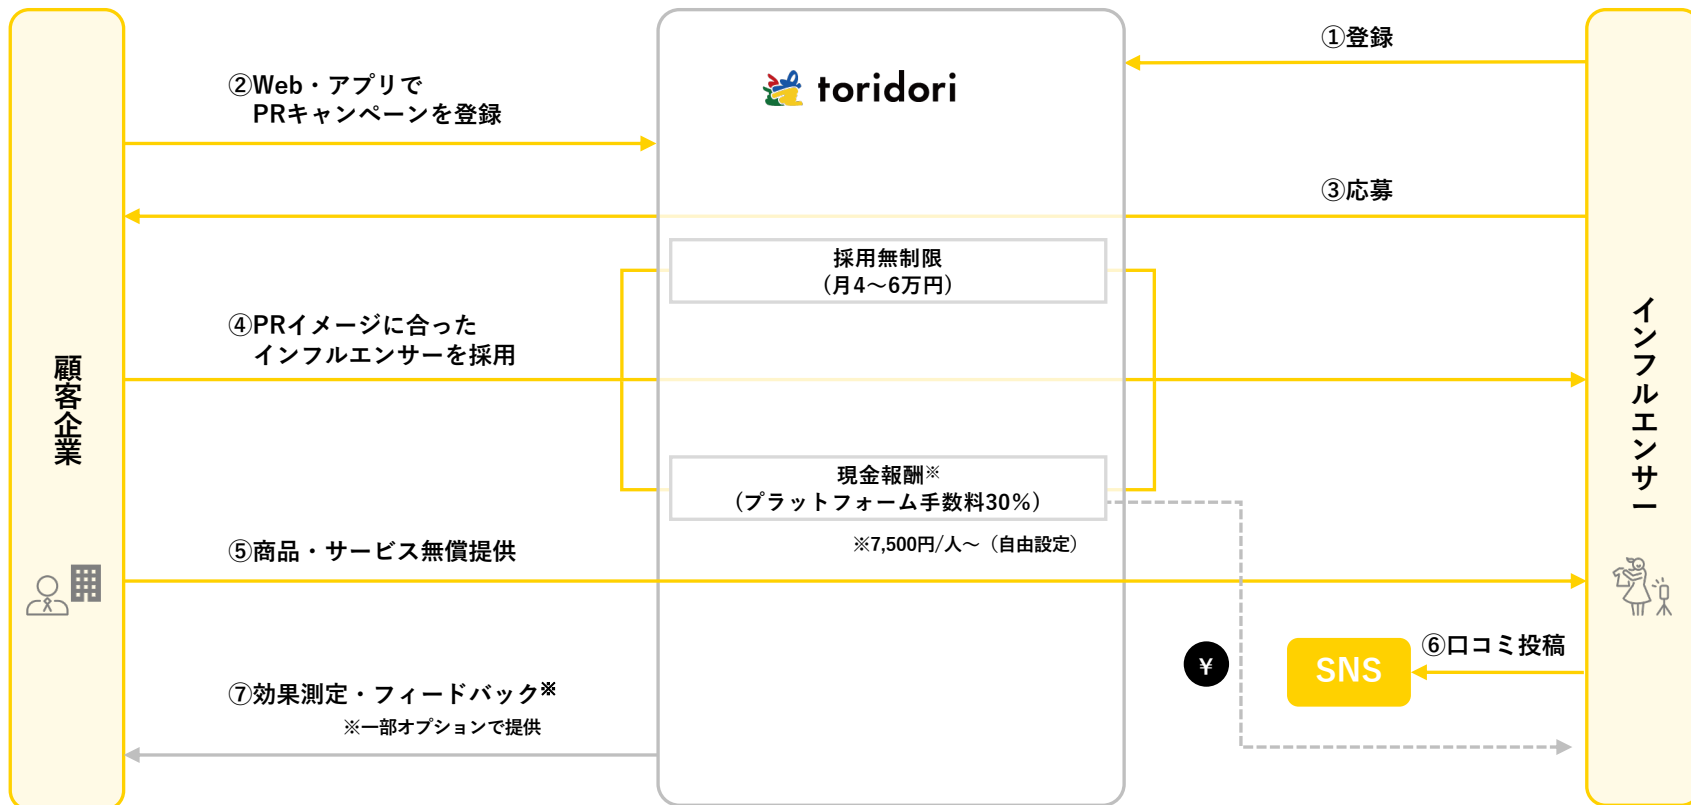 ①登録
②Web・アプリで
PRキャンペーンを登録
toridori
③応募
採用無制限
（月4〜6万円）
④PRイメージに合った
インフルエンサーを採用
顧客企業
インフルエンサー
現金報酬※
（プラットフォーム手数料30%）
※7,500円/人〜（自由設定）
⑤商品・サービス無償提供
¥
SNS
⑥口コミ投稿
⑦効果測定・フィードバック※
※一部オプションで提供